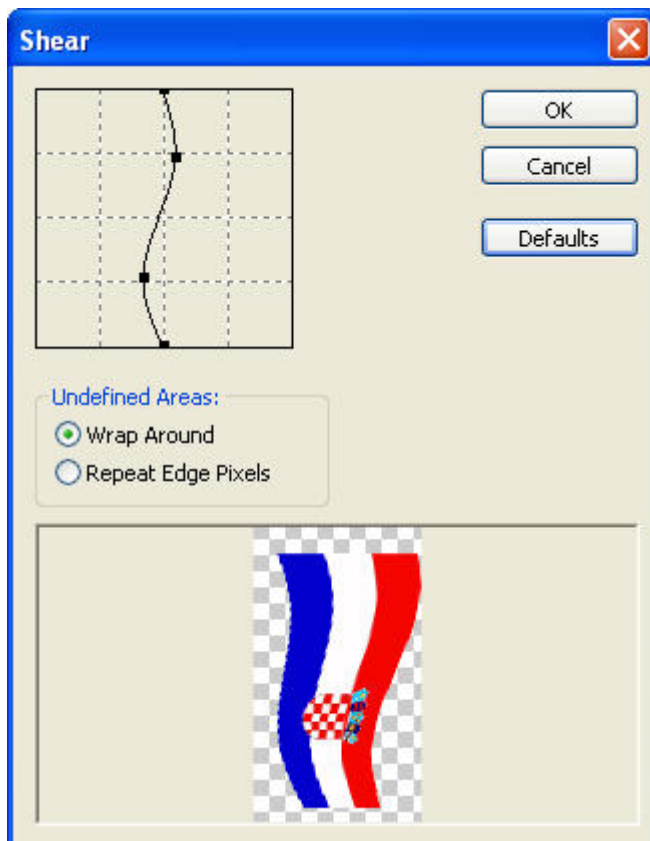 Shear
OK
Cancel
Defaults
Undefined Areas:
Wrap Around
Repeat Edge Pixels